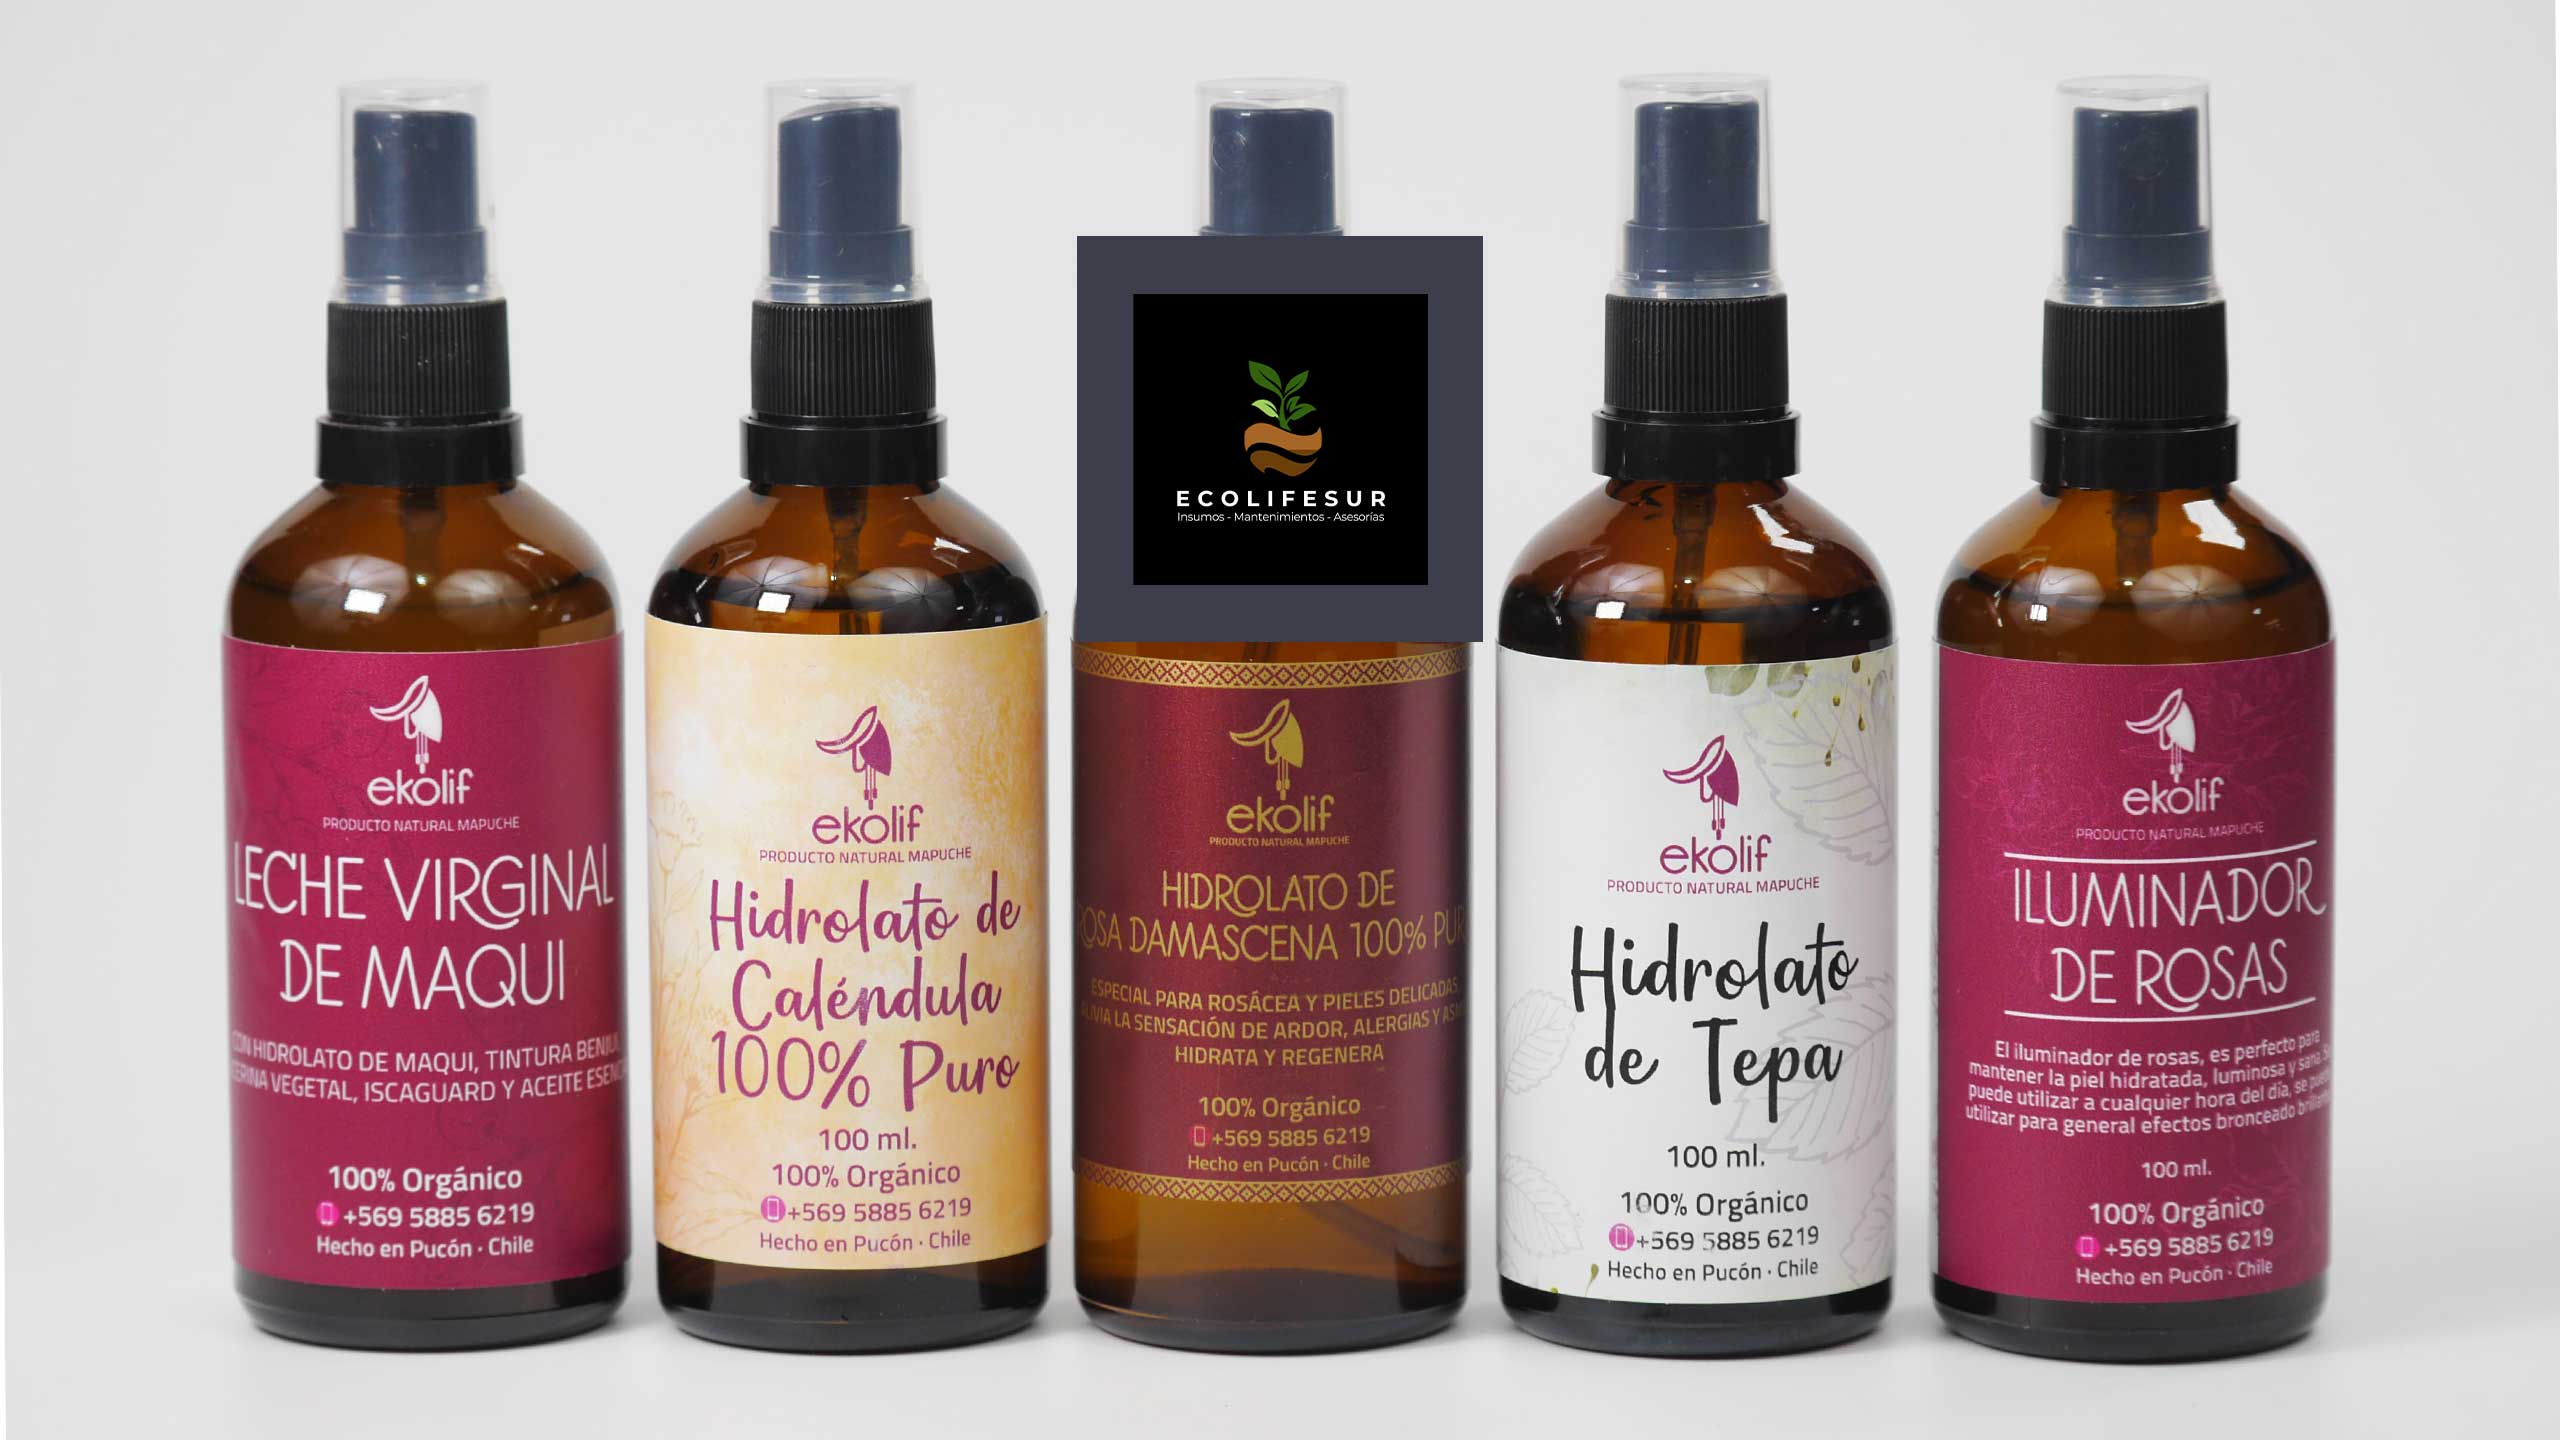 ekolif
PRODUCTO NATURAL MAPUCHE
LECHE VIRGINAL
DE MAQUI
HIDROLATO DE MAQUI, TINTURA
VEGETAL, ISCAGUARD Y ACEITE
100% Orgánico
+569 5885 6219
Hecho en Pucón · Chile
ekolif
PRODUCTO NATURAL MAPUCHE
Hidrolato de
Caléndula
100% Puro
100 ml.
100% Orgánico
+569 5885 6219
Hecho en Pucón · Chile
ECOLIFESUR
Insumos - Mantenimientos - Asesorías
ekolif
PRODUCTO NATURAL MAPUCHE
HIDROLATO DE
ROSA DAMASCENA 100% PUR
ESPECIAL PARA ROSÁCEA Y PIELES DELICADAS,
ALIVIA LA SENSACIÓN DE ARDOR, ALERGIAS Y
HIDRATA Y REGENERA
100% Orgánico
+569 5885 6219
Hecho en Pucón · Chile
ekolif
PRODUCTO NATURAL MAPUCHE
Hidrolato
de Tepa
100 ml.
100% Orgánico
+569 5885 6219
Hecho en Pucón · Chile
ekolif
PRODUCTO NATURAL MAPUCHE
ILUMINADOR
DE ROSAS
El iluminador de rosas, es perfecto para
mantener la piel hidratada, luminosa y sana.
puede utilizar a cualquier hora del día, se
utilizar para general efectos bronceado
100 ml.
100% Orgánico
+569 5885 6219
Hecho en Pucón · Chile